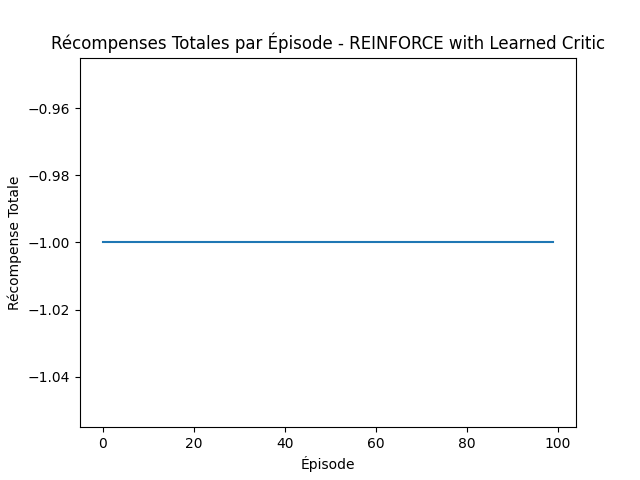 Récompenses Totales par Épisode - REINFORCE with Learned Critic
Récompense Totale
−0.96
−0.98
−1.00
−1.02
−1.04
0 20 40 60 80 100
Épisode